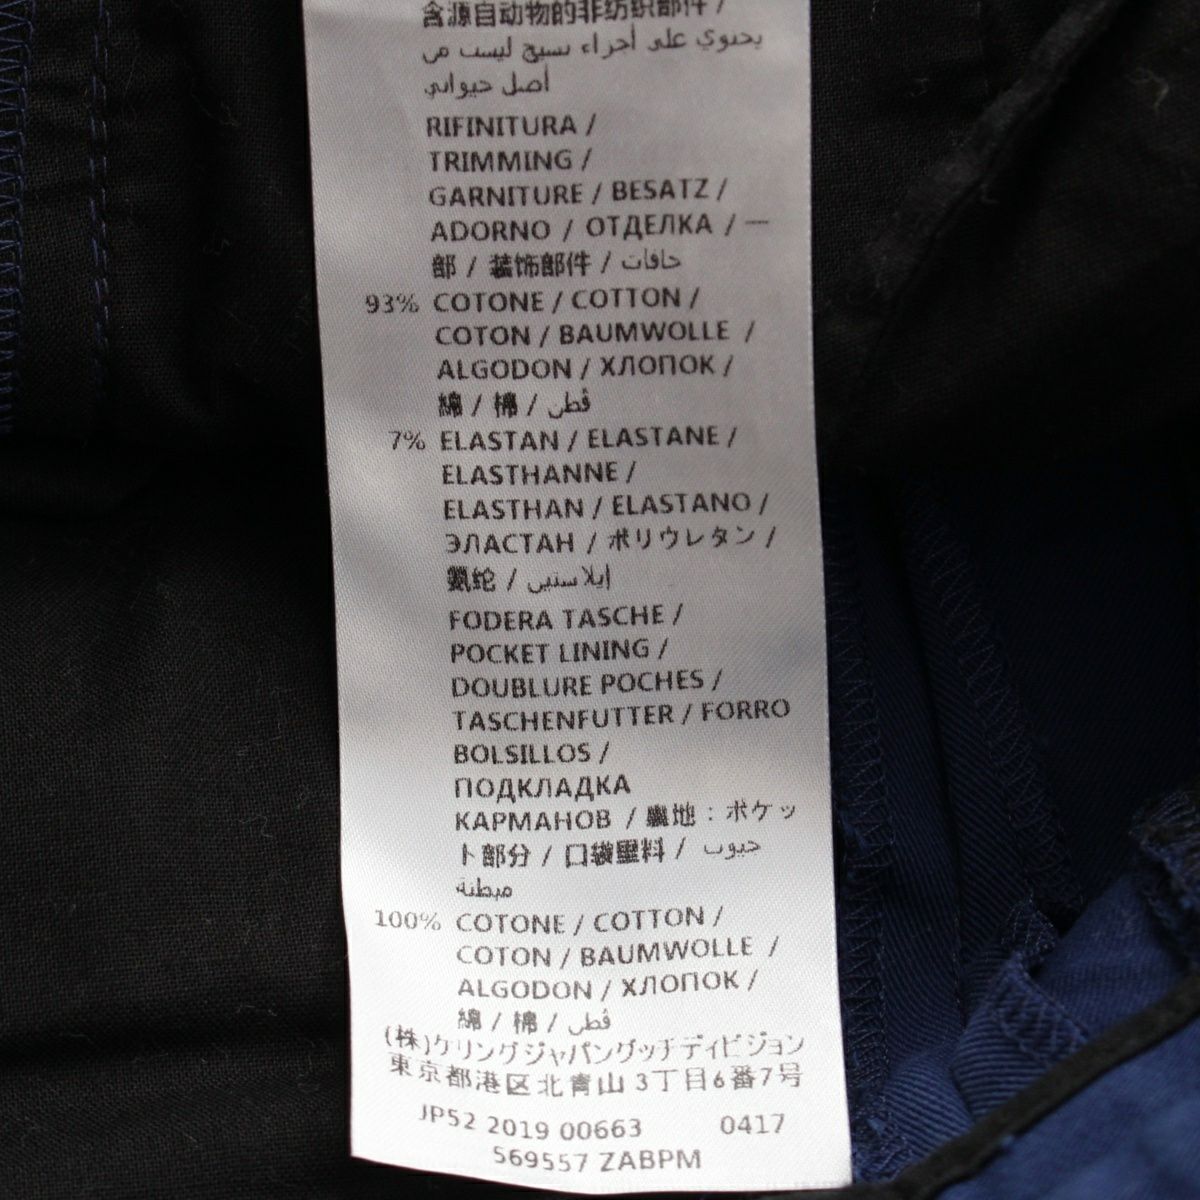 含源自动物的非纺织部件 /
يحتوي على أجزاء نسيج ليست من
أصل حيواني
RIFINITURA /
TRIMMING /
GARNITURE / BESATZ /
ADORNO / ОТДЕЛКА / 一
部 / 装饰部件 / حافات
93% COTONE / COTTON /
COTON / BAUMWOLLE /
ALGODON / ХЛОПОК /
綿 / 棉 / قطن
7% ELASTAN / ELASTANE /
ELASTHANNE /
ELASTHAN / ELASTANO /
ЭЛАСТАН / ポリウレタン /
氨纶 / إيلاستين
FODERA TASCHE /
POCKET LINING /
DOUBLURE POCHES /
TASCHENFUTTER / FORRO
BOLSILLOS /
ПОДКЛАДКА
КАРМАНОВ / 裏地：ポケッ
ト部分 / 口袋里料 / جيوب
مبطنة
100% COTONE / COTTON /
COTON / BAUMWOLLE /
ALGODON / ХЛОПОК /
綿 / 棉 / قطن
(株)ケリングジャパングッチディビジョン
東京都港区北青山3丁目6番7号
JP52 2019 00663 0417
569557 ZABPM